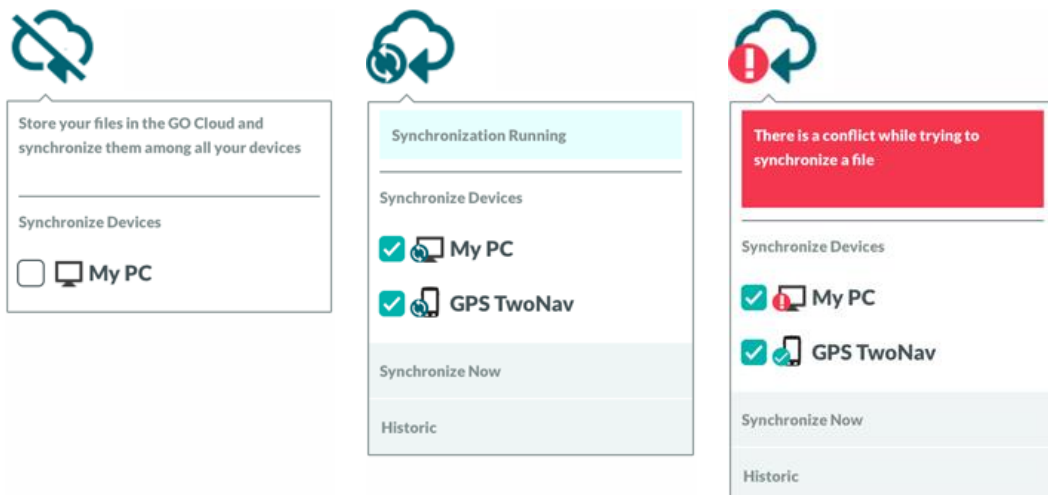 Store your files in the GO Cloud and
synchronize them among all your devices
Synchronize Devices
My PC
Synchronization Running
Synchronize Devices
My PC
GPS TwoNav
Synchronize Now
Historic
There is a conflict while trying to
synchronize a file
Synchronize Devices
My PC
GPS TwoNav
Synchronize Now
Historic